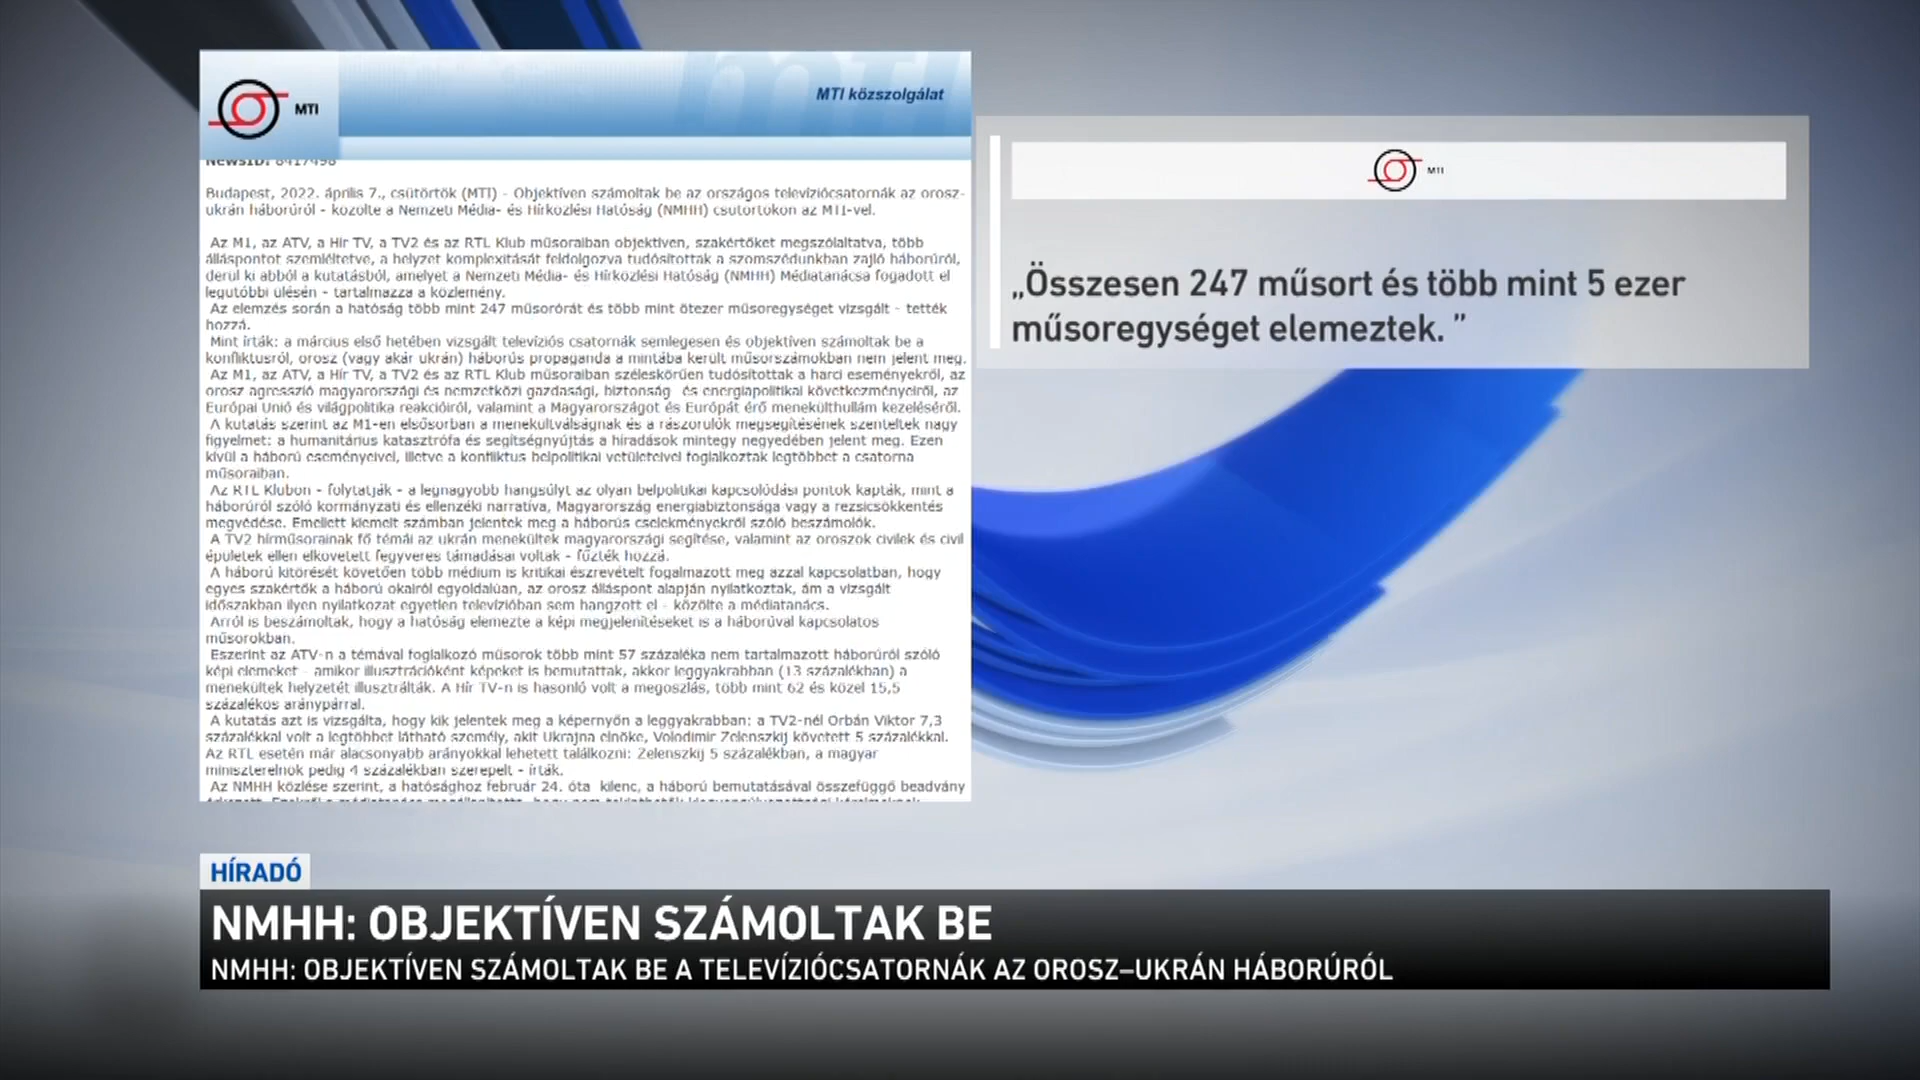 MTI
MTI közszolgálat
NewsID: 8417498
Budapest, 2022. április 7., csütörtök (MTI) - Objektíven számoltak be az országos televíziócsatornák az orosz-
ukrán háborúról - közölte a Nemzeti Média- és Hírközlési Hatóság (NMHH) csütörtökön az MTI-vel.
Az M1, az ATV, a Hír TV, a TV2 és az RTL Klub műsoraiban objektíven, szakértőket megszólaltatva, több
álláspontot szemléltetve, a helyzet komplexitását feldolgozva tudósítottak a szomszédunkban zajló háborúról,
derül ki abból a kutatásból, amelyet a Nemzeti Média- és Hírközlési Hatóság (NMHH) Médiatanácsa fogadott el
legutóbbi ülésén - tartalmazza a közlemény.
Az elemzés során a hatóság több mint 247 műsorórát és több mint ötezer műsoregységet vizsgált - tették
hozzá.
Mint írták: a március első hetében vizsgált televíziós csatornák semlegesen és objektíven számoltak be a
konfliktusról, orosz (vagy akár ukrán) háborús propaganda a mintába került műsorszámokban nem jelent meg.
Az M1, az ATV, a Hír TV, a TV2 és az RTL Klub műsoraiban széleskörűen tudósítottak a harci eseményekről, az
orosz agresszió magyarországi és nemzetközi gazdasági, biztonság- és energiapolitikai következményeiről, az
Európai Unió és világpolitika reakcióiról, valamint a Magyarországot és Európát érő menekülthullám kezeléséről.
A kutatás szerint az M1-en elsősorban a menekültválságnak és a rászorulók megsegítésének szenteltek nagy
figyelmet: a humanitárius katasztrófa és segítségnyújtás a híradások mintegy negyedében jelent meg. Ezen
kívül a háború eseményeivel, illetve a konfliktus belpolitikai vetületeivel foglalkoztak legtöbbet a csatorna
műsoraiban.
Az RTL Klubon - folytatják - a legnagyobb hangsúlyt az olyan belpolitikai kapcsolódási pontok kapták, mint a
háborúról szóló kormányzati és ellenzéki narratíva, Magyarország energiabiztonsága vagy a rezsicsökkentés
megvédése. Emellett kiemelt számban jelentek meg a háborús cselekményekről szóló beszámolók.
A TV2 hírműsorainak fő témái az ukrán menekültek magyarországi segítése, valamint az oroszok civilek és civil
épületek ellen elkövetett fegyveres támadásai voltak - fűzték hozzá.
A háború kitörését követően több médium is kritikai észrevételt fogalmazott meg azzal kapcsolatban, hogy
egyes szakértők a háború okairól egyoldalúan, az orosz álláspont alapján nyilatkoztak, ám a vizsgált
időszakban ilyen nyilatkozat egyetlen televízióban sem hangzott el - közölte a médiatanács.
Arról is beszámoltak, hogy a hatóság elemezte a képi megjelenítéseket is a háborúval kapcsolatos
műsorokban.
Eszerint az ATV-n a témával foglalkozó műsorok több mint 57 százaléka nem tartalmazott háborúról szóló
képi elemeket - amikor illusztrációként képeket is bemutattak, akkor leggyakrabban (13 százalékban) a
menekültek helyzetét illusztrálták. A Hír TV-n is hasonló volt a megoszlás, több mint 62 és közel 15,5
százalékos aránypárral.
A kutatás azt is vizsgálta, hogy kik jelentek meg a képernyőn a leggyakrabban: a TV2-nél Orbán Viktor 7,3
százalékkal volt a legtöbbet látható személy, akit Ukrajna elnöke, Volodimir Zelenszkij követett 5 százalékkal.
Az RTL esetén már alacsonyabb arányokkal lehetett találkozni: Zelenszkij 5 százalékban, a magyar
miniszterelnök pedig 4 százalékban szerepelt - írták.
Az NMHH közlése szerint, a hatósághoz február 24. óta kilenc, a háború bemutatásával összefüggő beadvány
MTI
„Összesen 247 műsort és több mint 5 ezer
műsoregységet elemeztek. ”
HÍRADÓ
NMHH: OBJEKTÍVEN SZÁMOLTAK BE
NMHH: OBJEKTÍVEN SZÁMOLTAK BE A TELEVÍZIÓCSATORNÁK AZ OROSZ–UKRÁN HÁBORÚRÓL